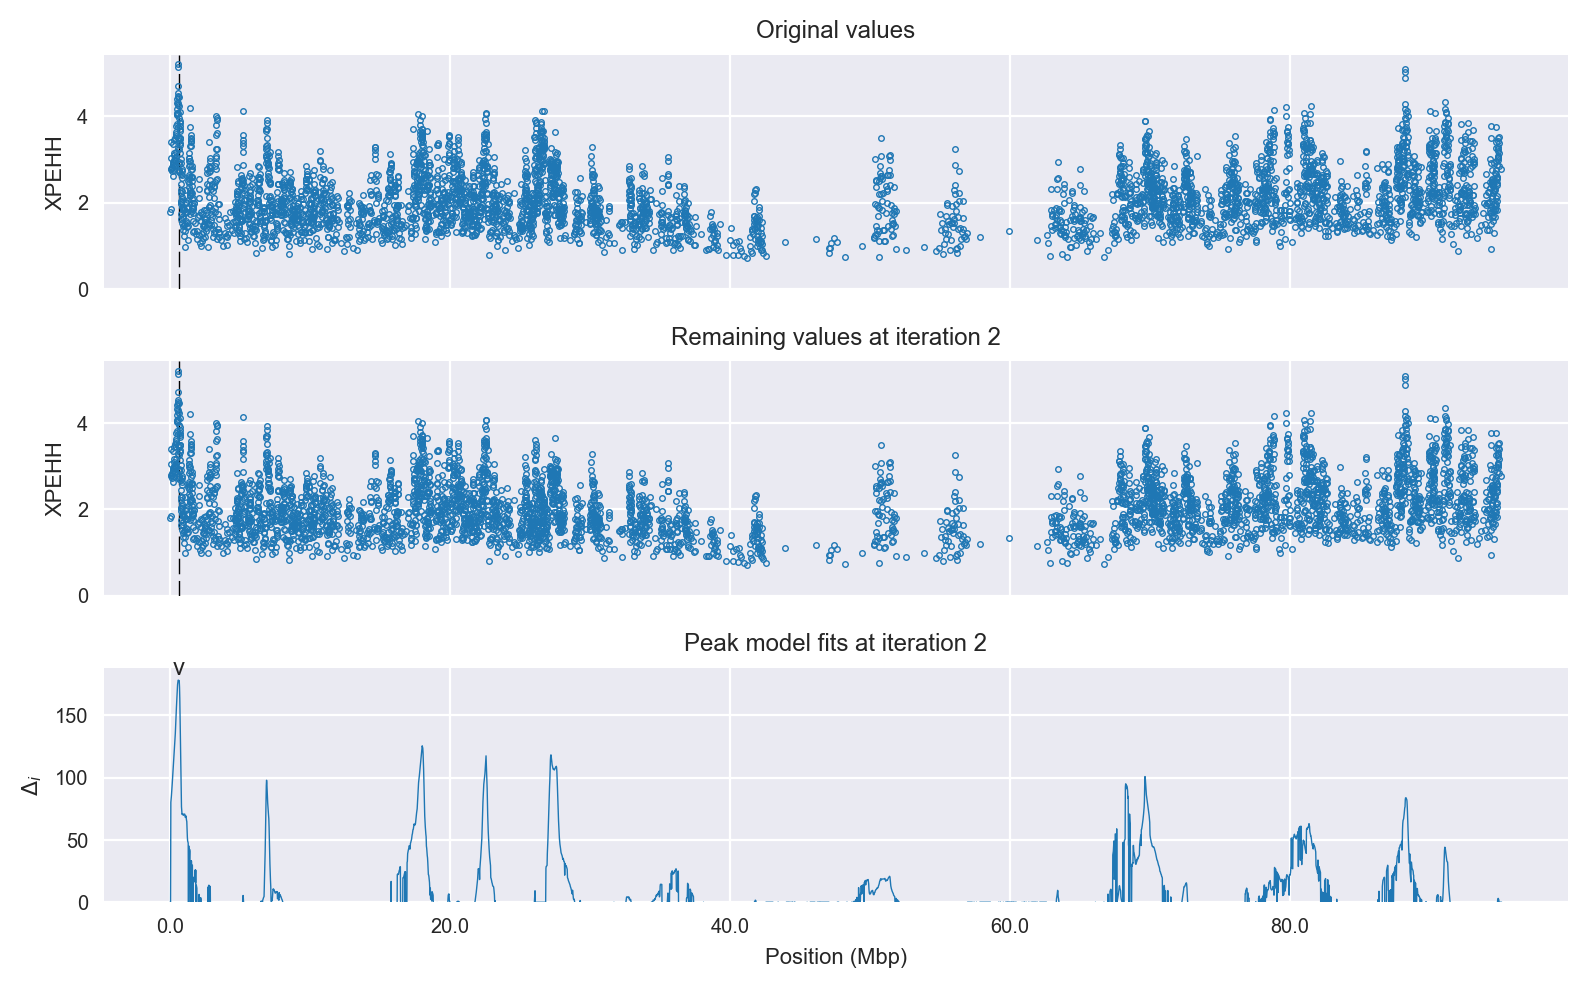 Original values
XPEHH
4
2
0
Remaining values at iteration 2
XPEHH
4
2
0
Peak model fits at iteration 2
v
Δi
150
100
50
0
0.0 20.0 40.0 60.0 80.0
Position (Mbp)